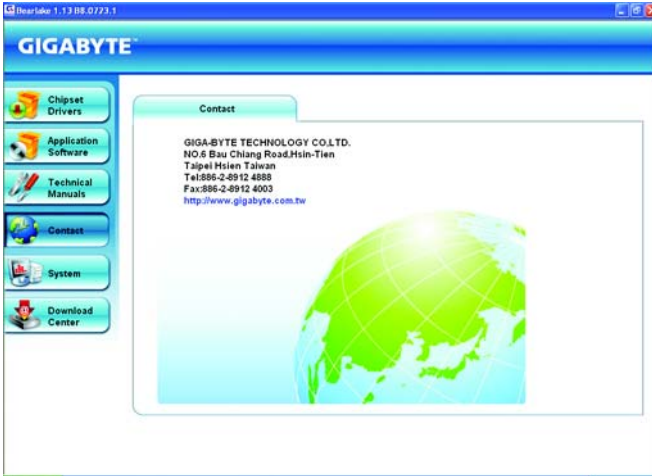 Bearlake 1.13 B8.0723.1
GIGABYTE™
Chipset
Drivers
Application
Software
Technical
Manuals
Contact
System
Download
Center
Contact
GIGA-BYTE TECHNOLOGY CO,LTD.
NO.6 Bau Chiang Road,Hsin-Tien
Taipei Hsien Taiwan
Tel:886-2-8912 4888
Fax:886-2-8912 4003
http://www.gigabyte.com.tw